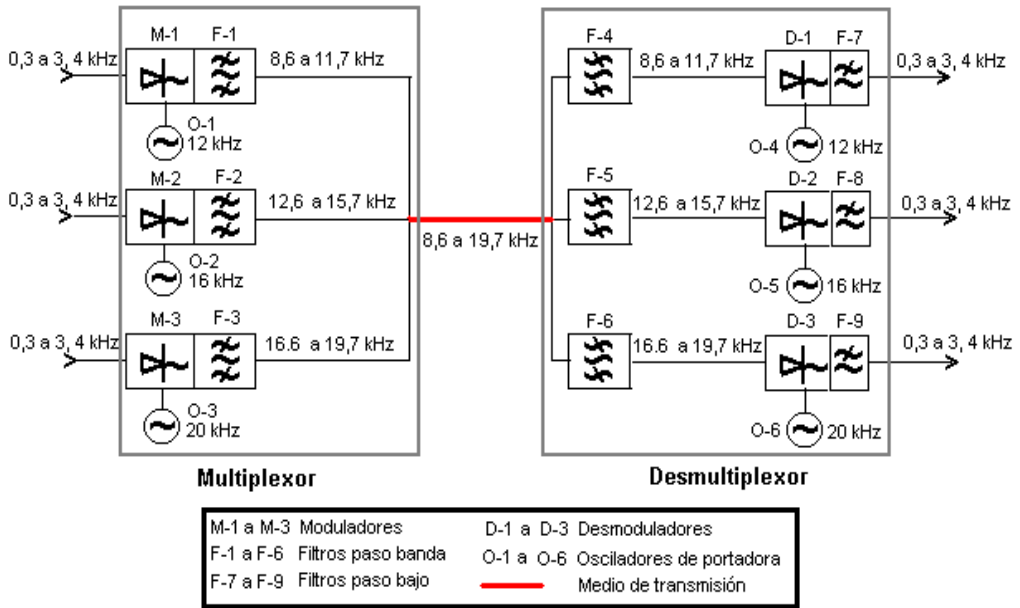 M-1 F-1 F-4 D-1 F-7
0,3 a 3, 4 kHz 8,6 a 11,7 kHz 8,6 a 11,7 kHz 0,3 a 3, 4 kHz
O-1
12 kHz O-4 12 kHz
M-2 F-2 F-5 D-2 F-8
0,3 a 3, 4 kHz 12,6 a 15,7 kHz 12,6 a 15,7 kHz 0,3 a 3, 4 kHz
8,6 a 19,7 kHz
O-2
16 kHz O-5 16 kHz
M-3 F-3 F-6 D-3 F-9
0,3 a 3, 4 kHz 16.6 a 19,7 kHz 16.6 a 19,7 kHz 0,3 a 3, 4 kHz
O-3
20 kHz O-6 20 kHz
Multiplexor Desmultiplexor
M-1 a M-3 Moduladores D-1 a D-3 Desmoduladores
F-1 a F-6 Filtros paso banda O-1 a O-6 Osciladores de portadora
F-7 a F-9 Filtros paso bajo Medio de transmisión